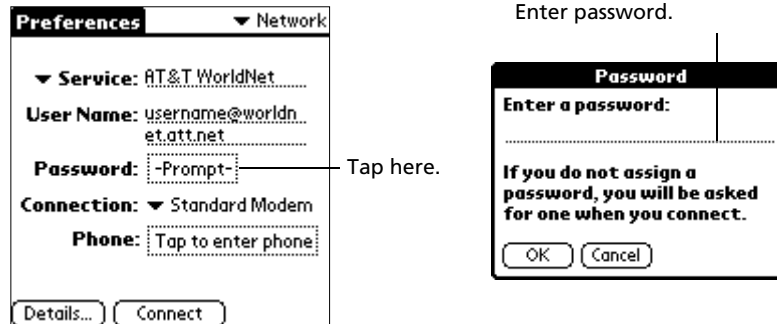 Preferences
Network
Service: AT&T WorldNet
User Name: username@worldn
et.att.net
Password: -Prompt-
Connection: Standard Modem
Phone: Tap to enter phone
Details... Connect
Tap here.
Enter password.
Password
Enter a password:
If you do not assign a
password, you will be asked
for one when you connect.
OK Cancel